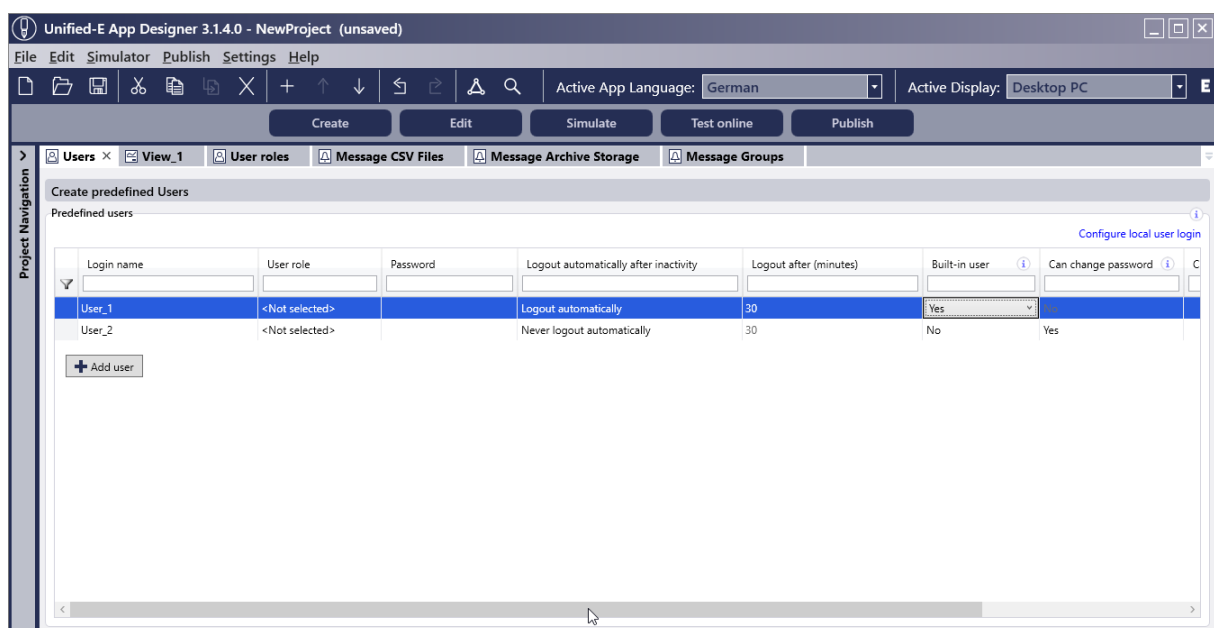 Unified-E App Designer 3.1.4.0 - NewProject (unsaved)
File Edit Simulator Publish Settings Help
Active App Language: German Active Display: Desktop PC E
Create Edit Simulate Test online Publish
Users View_1 User roles Message CSV Files Message Archive Storage Message Groups
Project Navigation
Create predefined Users
Predefined users
Configure local user login
Login name User role Password Logout automatically after inactivity Logout after (minutes) Built-in user Can change password C
User_1 <Not selected> Logout automatically 30 Yes No
User_2 <Not selected> Never logout automatically 30 No Yes
Add user